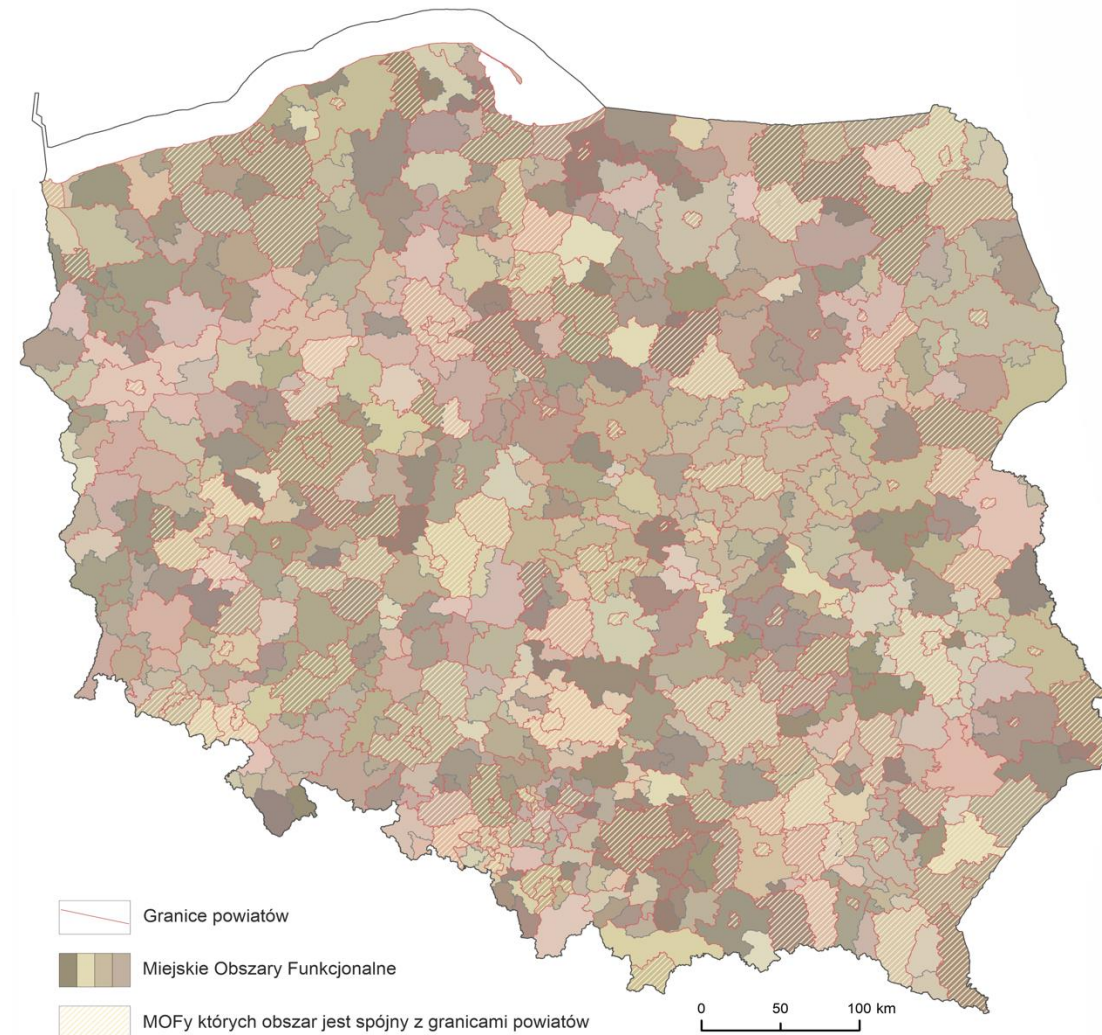 Granice powiatów
Miejskie Obszary Funkcjonalne
MOFy których obszar jest spójny z granicami powiatów
0 50 100 km